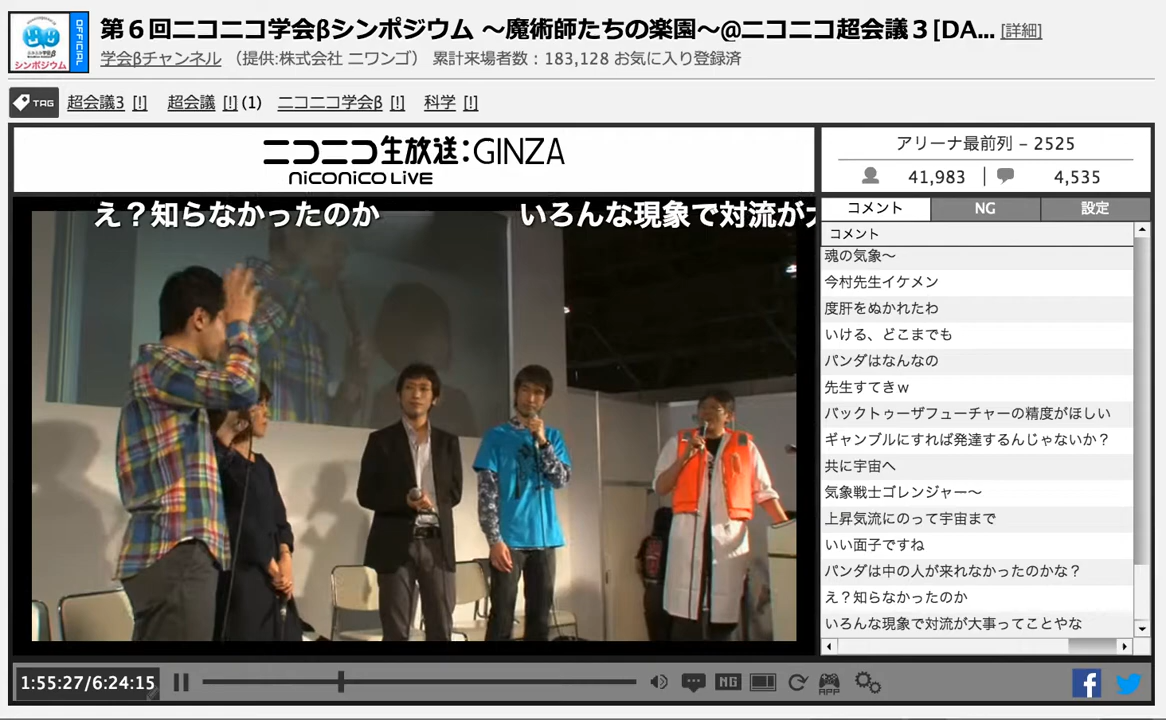 OFFICIAL
シンポジウム
第６回ニコニコ学会βシンポジウム ～魔術師たちの楽園～@ニコニコ超会議３[DA... [詳細]
学会βチャンネル （提供:株式会社 ニワンゴ） 累計来場者数：183,128 お気に入り登録済
TAG 超会議3 [!] 超会議 [!] (1) ニコニコ学会β [!] 科学 [!]
ニコニコ生放送:GINZA
niconico Live
アリーナ最前列 – 2525
41,983 4,535
コメント NG 設定
コメント
え？知らなかったのか
いろんな現象で対流が大
魂の気象〜
今村先生イケメン
度肝をぬかれたわ
いける、どこまでも
パンダはなんなの
先生すてきｗ
バックトゥーザフューチャーの精度がほしい
ギャンブルにすれば発達するんじゃないか？
共に宇宙へ
気象戦士ゴレンジャー〜
上昇気流にのって宇宙まで
いい面子ですね
パンダは中の人が来れなかったのかな？
え？知らなかったのか
いろんな現象で対流が大事ってことやな
1:55:27/6:24:15 NG APP